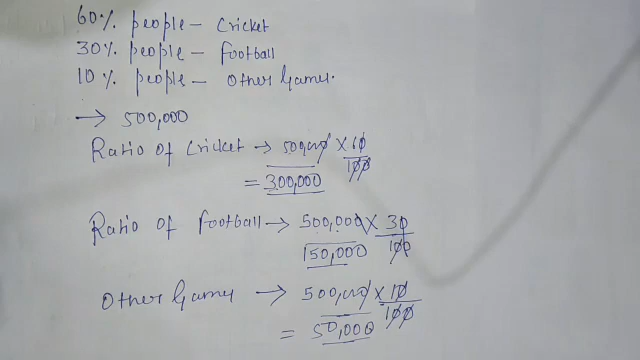 60% people - Cricket
30% people - football
10% people - Other Games.
→ 500,000
Ratio of Cricket → 500,000 × 60/100
= 300,000
Ratio of football → 500,000 × 30/100
150,000
Other Games → 500,000 × 10/100
= 50,000